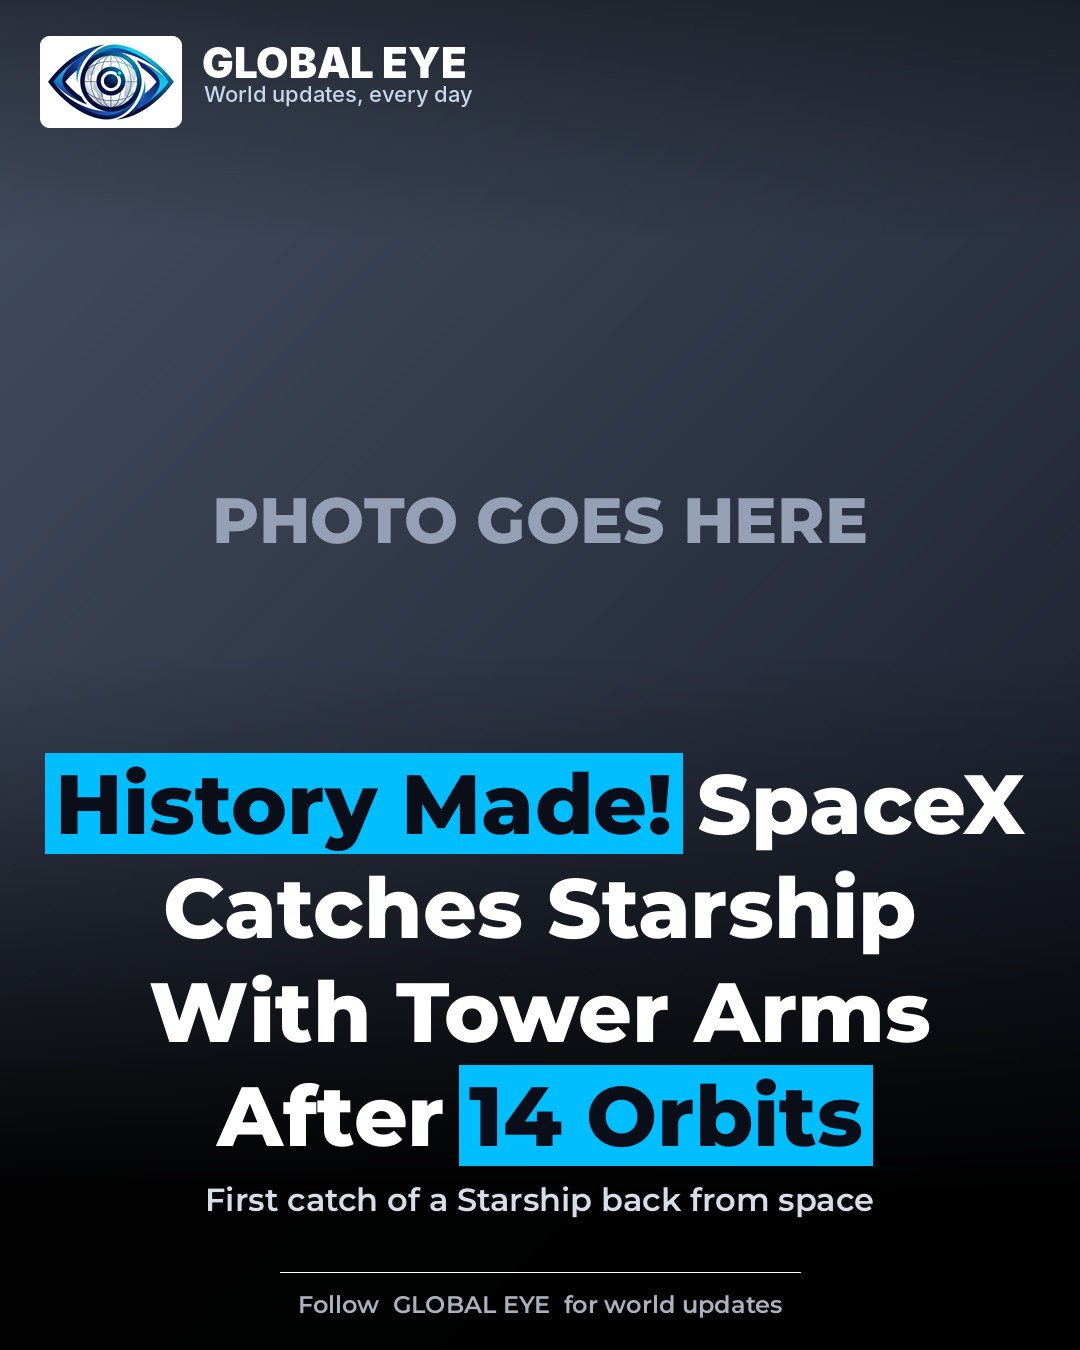 GLOBAL EYE
World updates, every day
PHOTO GOES HERE
History Made! SpaceX
Catches Starship
With Tower Arms
After 14 Orbits
First catch of a Starship back from space
Follow GLOBAL EYE for world updates